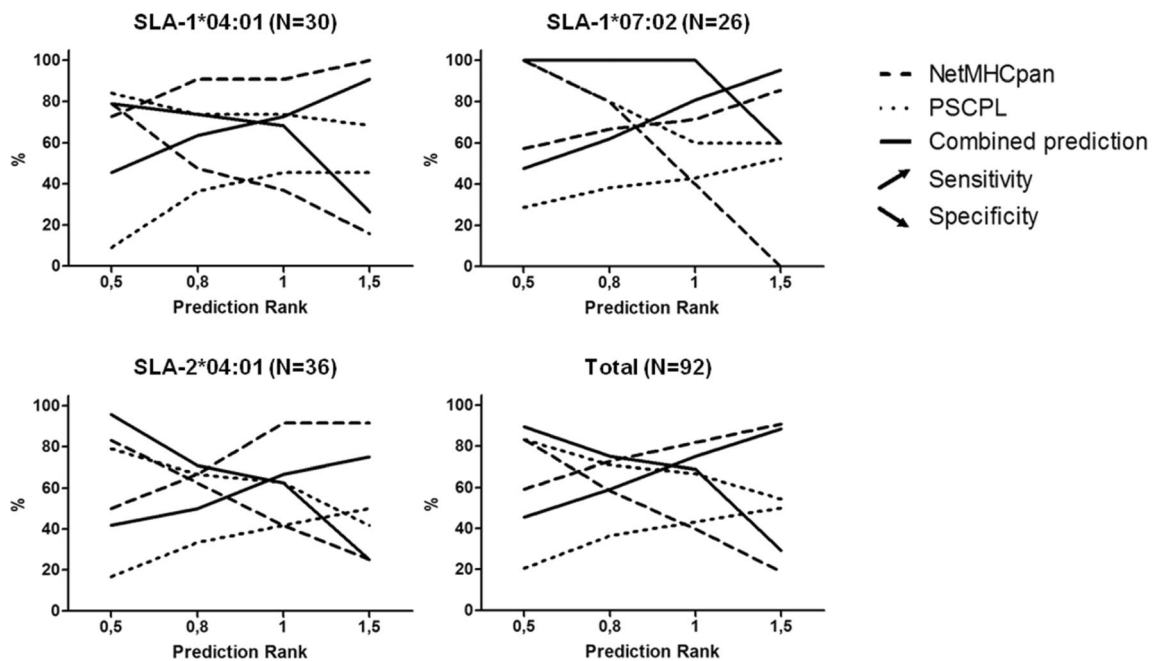 SLA-1*04:01 (N=30)
100
80
60
40
20
0
%
0,5 0,8 1 1,5
Prediction Rank
SLA-1*07:02 (N=26)
100
80
60
40
20
0
%
0,5 0,8 1 1,5
Prediction Rank
NetMHCpan
PSCPL
Combined prediction
Sensitivity
Specificity
SLA-2*04:01 (N=36)
100
80
60
40
20
0
%
0,5 0,8 1 1,5
Prediction Rank
Total (N=92)
100
80
60
40
20
0
%
0,5 0,8 1 1,5
Prediction Rank